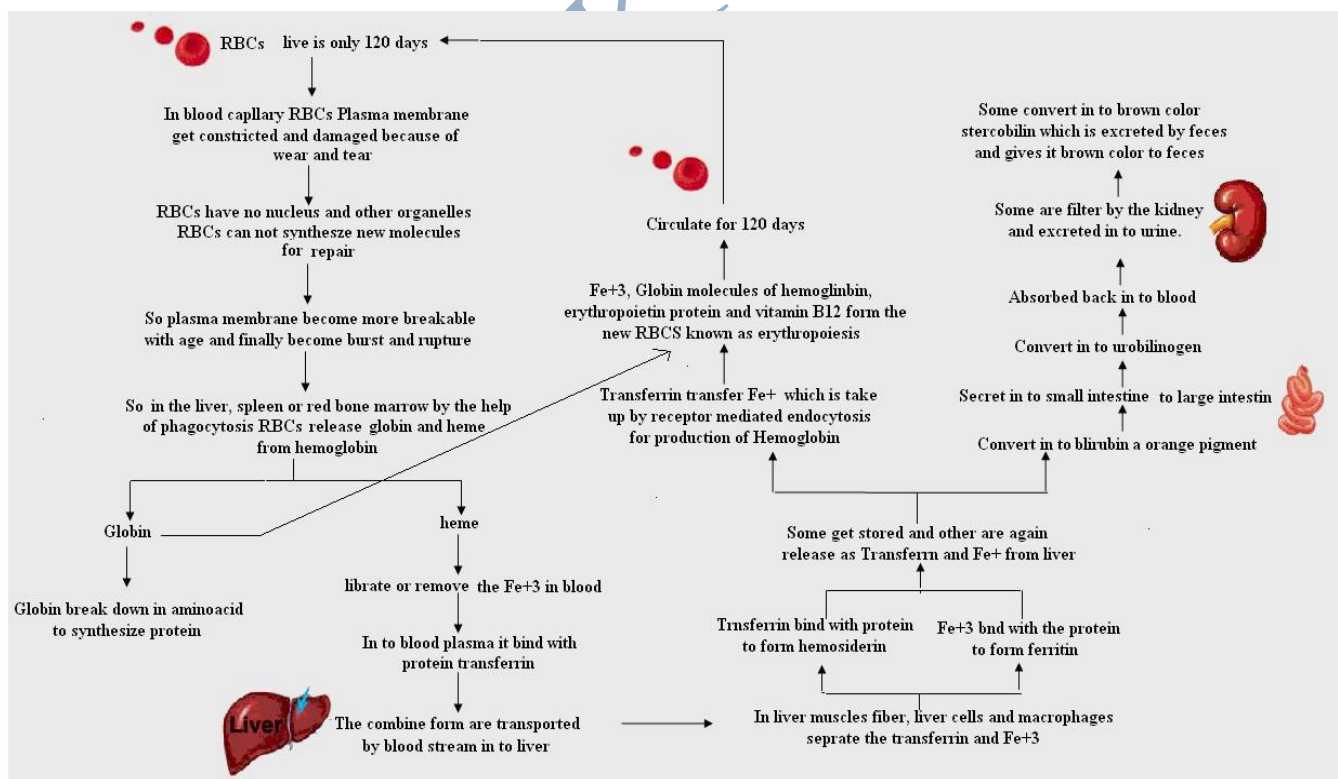 RBCs live is only 120 days
In blood capllary RBCs Plasma membrane
get constricted and damaged because of
wear and tear
RBCs have no nucleus and other organelles
RBCs can not synthesze new molecules
for repair
So plasma membrane become more breakable
with age and finally become burst and rupture
So in the liver, spleen or red bone marrow by the help
of phagocytosis RBCs release globin and heme
from hemoglobin
Globin
Globin break down in aminoacid
to synthesize protein
heme
librate or remove the Fe+3 in blood
In to blood plasma it bind with
protein transferrin
Liver
The combine form are transported
by blood stream in to liver
In liver muscles fiber, liver cells and macrophages
seprate the transferrin and Fe+3
Trnsferrin bind with protein
to form hemosiderin
Fe+3 bnd with the protein
to form ferritin
Some get stored and other are again
release as Transferrn and Fe+ from liver
Transferrin transfer Fe+ which is take
up by receptor mediated endocytosis
for production of Hemoglobin
Fe+3, Globin molecules of hemoglinbin,
erythropoietin protein and vitamin B12 form the
new RBCS known as erythropoiesis
Circulate for 120 days
Convert in to blirubin a orange pigment
Secret in to small intestine to large intestin
Convert in to urobilinogen
Absorbed back in to blood
Some are filter by the kidney
and excreted in to urine.
Some convert in to brown color
stercobilin which is excreted by feces
and gives it brown color to feces